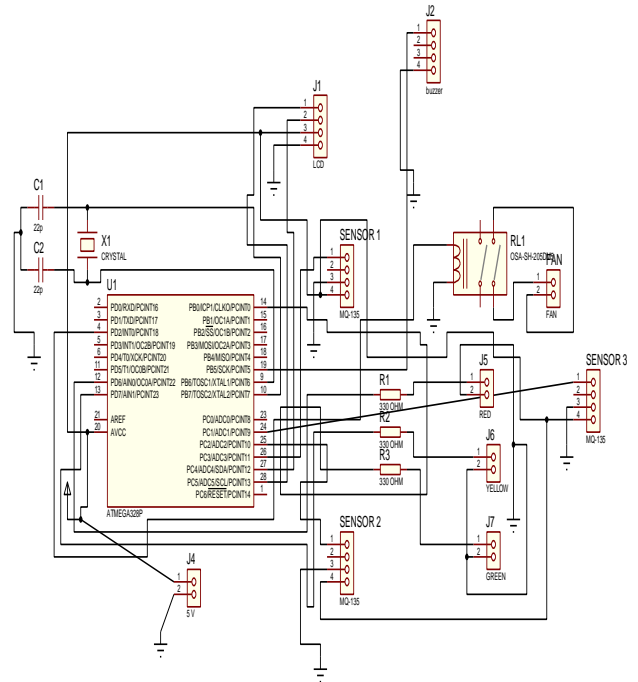 J2
1
2
3
4
buzzer
J1
1
2
3
4
LCD
C1
22p
C2
22p
X1
CRYSTAL
SENSOR 1
1
2
3
4
MQ-135
RL1
FAN
1
2
FAN
U1
2 PD0/RXD/PCINT16
3 PD1/TXD/PCINT17
4 PD2/INT0/PCINT18
5 PD3/INT1/OC2B/PCINT19
6 PD4/T0/XCK/PCINT20
11 PD5/T1/OC0B/PCINT21
12 PD6/AIN0/OC0A/PCINT22
13 PD7/AIN1/PCINT23
21 AREF
20 AVCC
PB0/ICP1/CLKO/PCINT0 14
PB1/OC1A/PCINT1 15
PB2/SS/OC1B/PCINT2 16
PB3/MOSI/OC2A/PCINT3 17
PB4/MISO/PCINT4 18
PB5/SCK/PCINT5 19
PB6/TOSC1/XTAL1/PCINT6 9
PB7/TOSC2/XTAL2/PCINT7 10
PC0/ADC0/PCINT8 23
PC1/ADC1/PCINT9 24
PC2/ADC2/PCINT10 25
PC3/ADC3/PCINT11 26
PC4/ADC4/SDA/PCINT12 27
PC5/ADC5/SCL/PCINT13 28
PC6/RESET/PCINT14 1
ATMEGA328P
R1
330 OHM
R2
330 OHM
R3
330 OHM
J5
1
2
RED
SENSOR 3
1
2
3
4
MQ-135
J6
1
2
YELLOW
J7
1
2
GREEN
SENSOR 2
1
2
3
4
MQ-135
J4
1
2
5 V